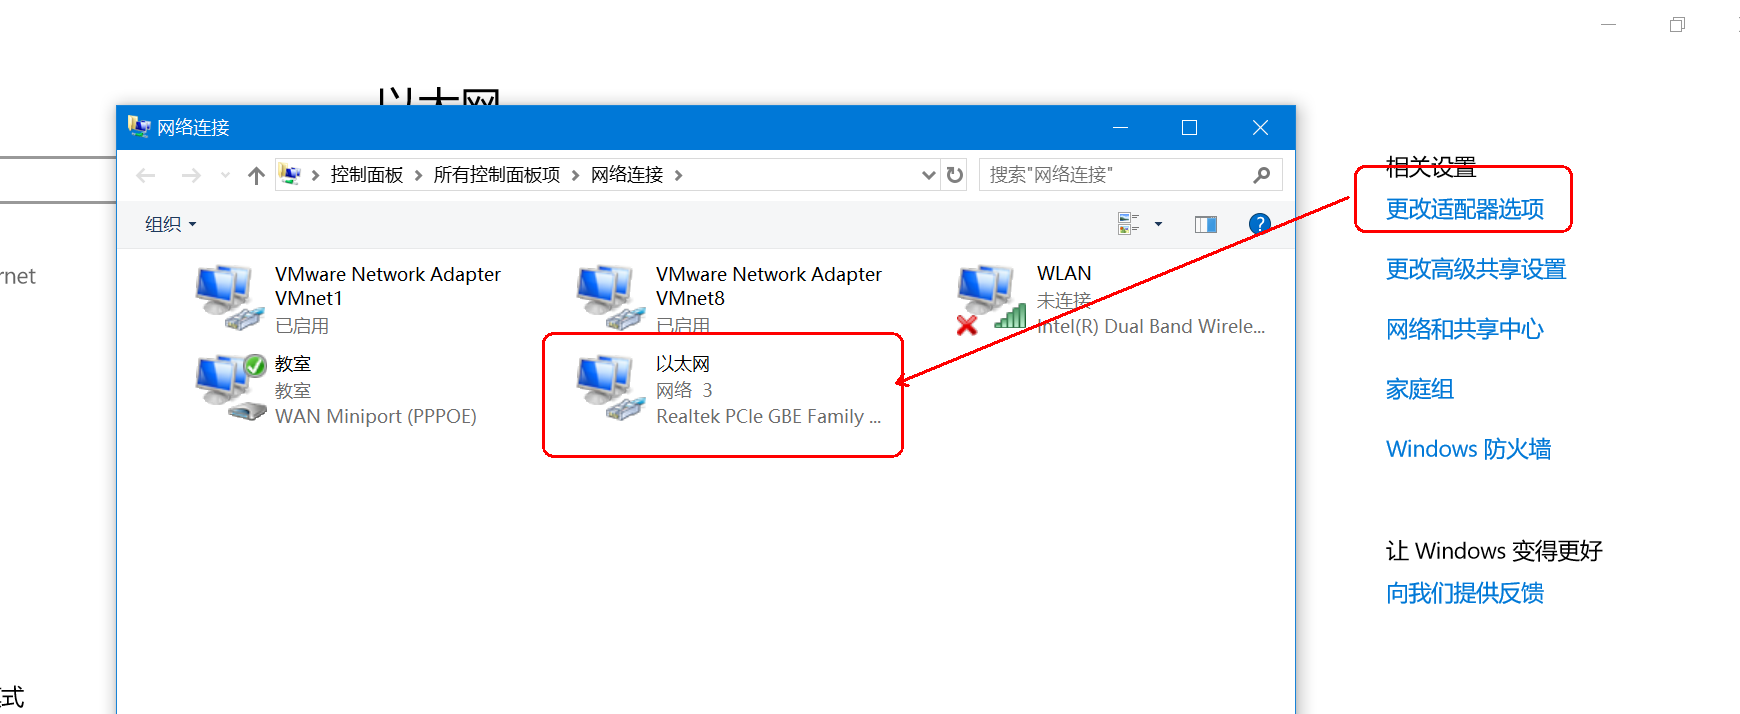 以太网
网络连接
控制面板 › 所有控制面板项 › 网络连接 ›
搜索"网络连接"
组织
VMware Network Adapter
VMnet1
已启用
VMware Network Adapter
VMnet8
已启用
WLAN
未连接
Intel(R) Dual Band Wirele...
教室
教室
WAN Miniport (PPPOE)
以太网
网络 3
Realtek PCIe GBE Family ...
相关设置
更改适配器选项
更改高级共享设置
网络和共享中心
家庭组
Windows 防火墙
让 Windows 变得更好
向我们提供反馈
rnet
式